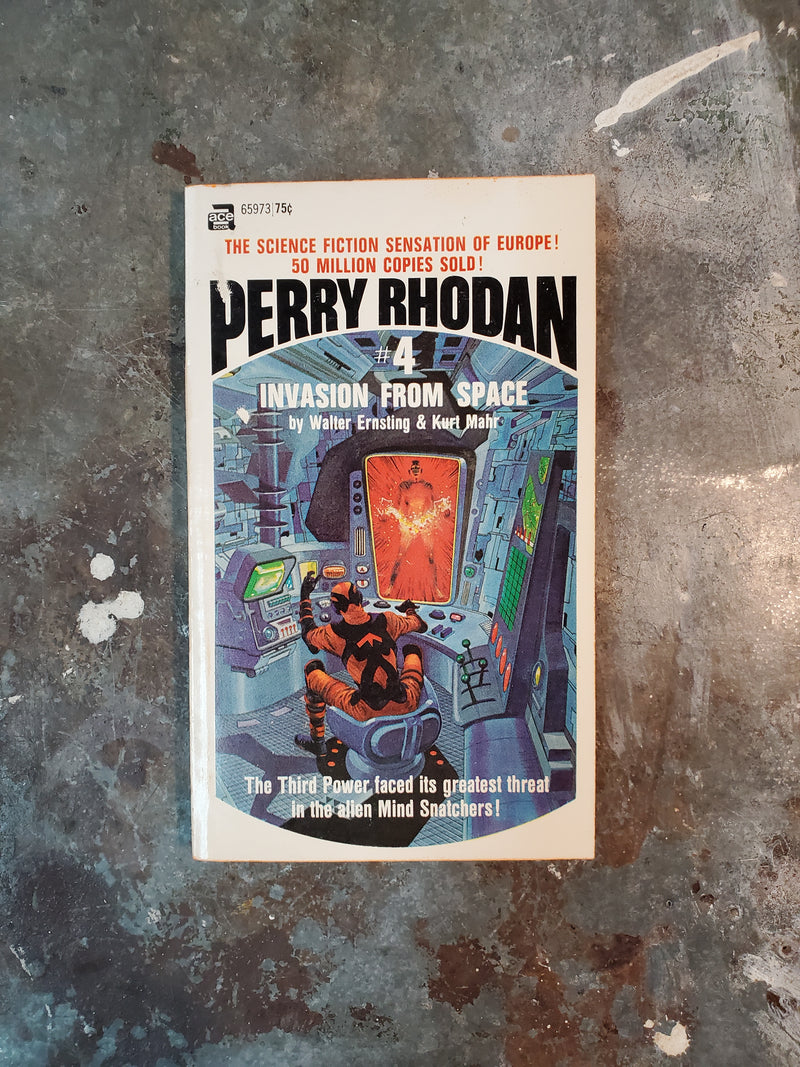 ace
book
65973|75¢
THE SCIENCE FICTION SENSATION OF EUROPE!
50 MILLION COPIES SOLD!
PERRY RHODAN
#4
INVASION FROM SPACE
by Walter Ernsting & Kurt Mahr
The Third Power faced its greatest threat
in the alien Mind Snatchers!